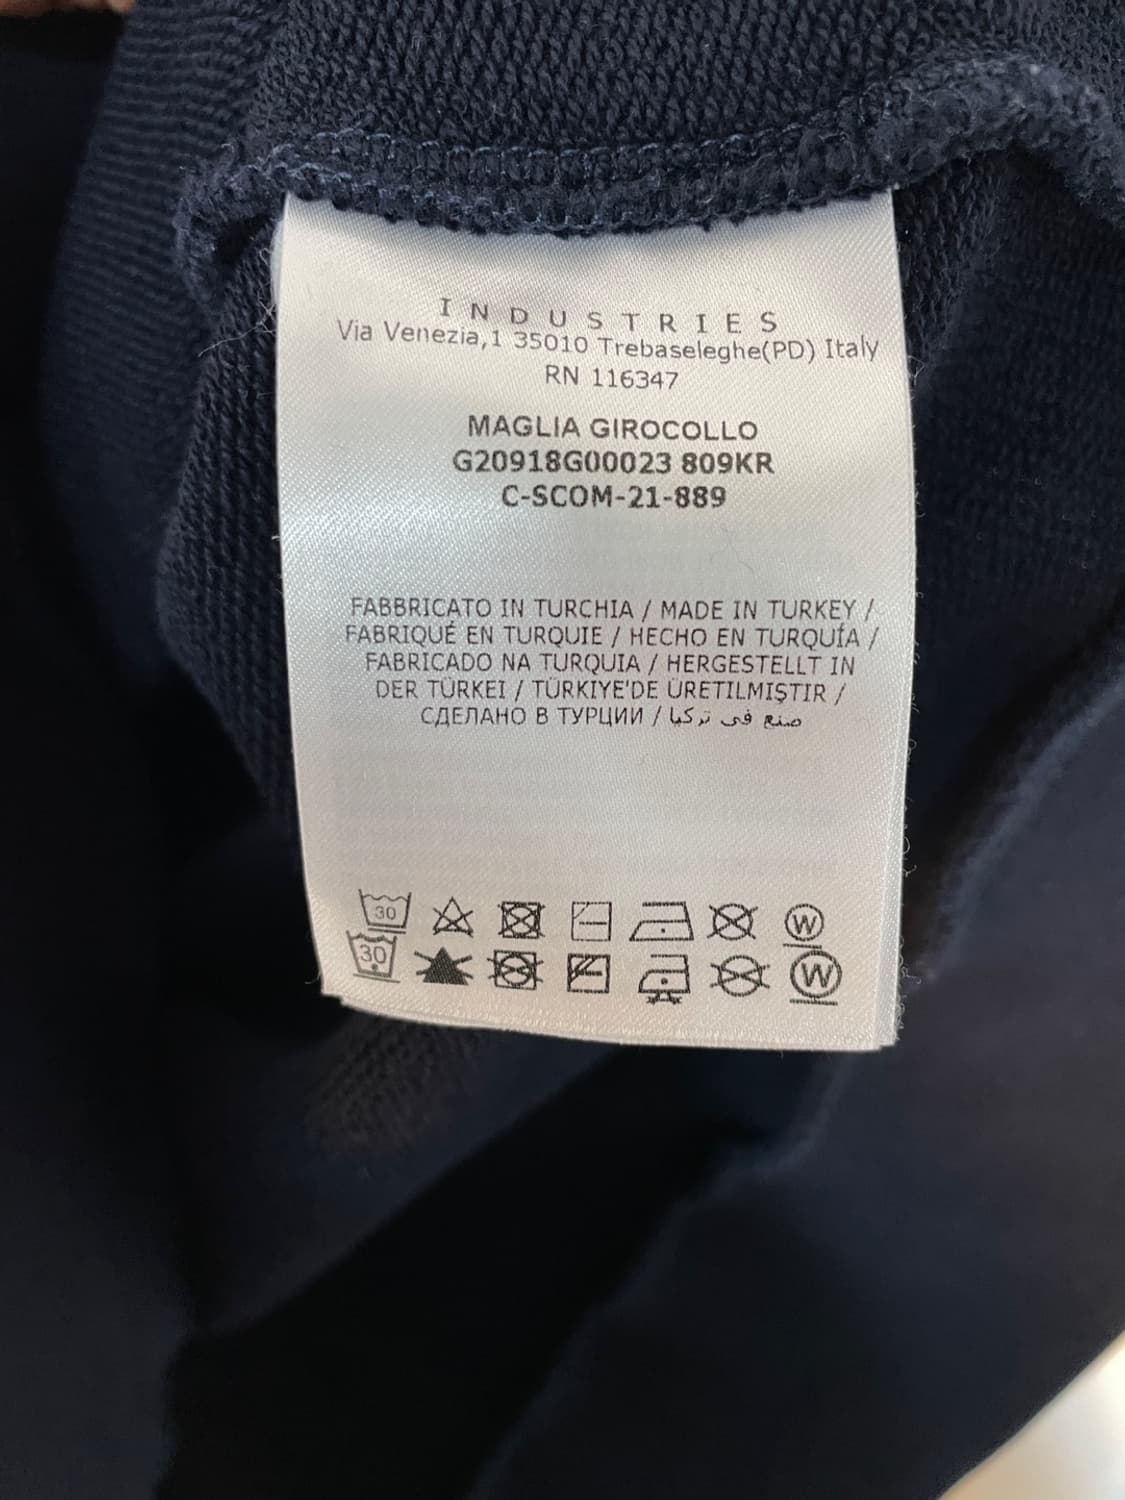 INDUSTRIES
Via Venezia,1 35010 Trebaseleghe(PD) Italy
RN 116347
MAGLIA GIROCOLLO
G20918G00023 809KR
C-SCOM-21-889
FABBRICATO IN TURCHIA / MADE IN TURKEY /
FABRIQUÉ EN TURQUIE / HECHO EN TURQUÍA /
FABRICADO NA TURQUIA / HERGESTELLT IN
DER TÜRKEI / TÜRKIYE'DE ÜRETILMIŞTIR /
СДЕЛАНО В ТУРЦИИ / صنع في تركيا
30 W
30 W